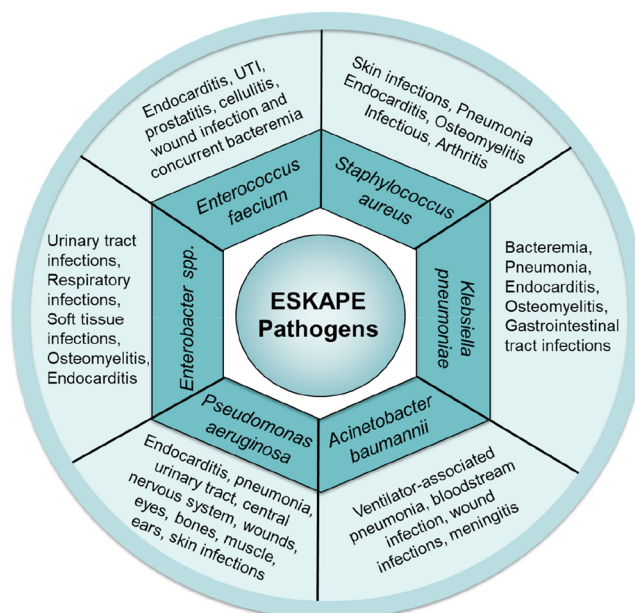 ESKAPE
Pathogens
Enterococcus
faecium
Endocarditis, UTI,
prostatitis, cellulitis,
wound infection and
concurrent bacteremia
Staphylococcus
aureus
Skin infections, Pneumonia
Endocarditis, Osteomyelitis
Infectious, Arthritis
Klebsiella
pneumoniae
Bacteremia,
Pneumonia,
Endocarditis,
Osteomyelitis,
Gastrointestinal
tract infections
Acinetobacter
baumannii
Ventilator-associated
pneumonia, bloodstream
infection, wound
infections, meningitis
Pseudomonas
aeruginosa
Endocarditis, pneumonia,
urinary tract, central
nervous system, wounds,
eyes, bones, muscle,
ears, skin infections
Enterobacter spp.
Urinary tract
infections,
Respiratory
infections,
Soft tissue
infections,
Osteomyelitis,
Endocarditis